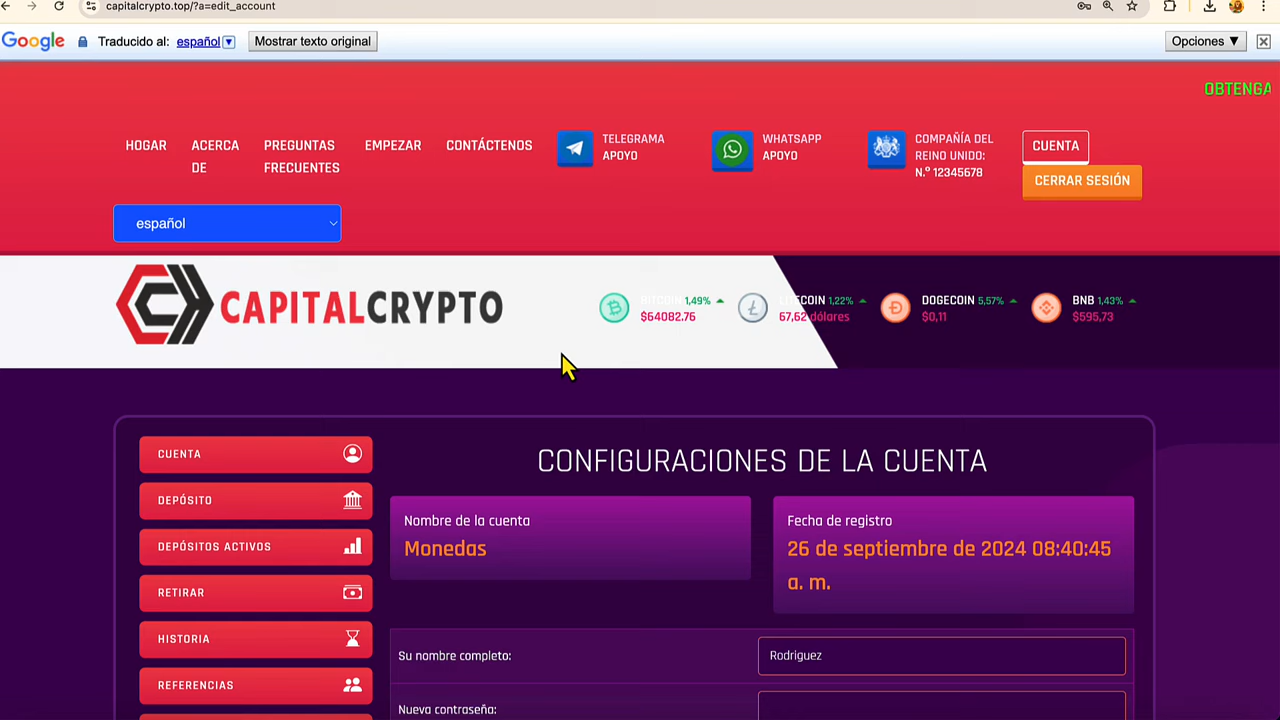 capitalcrypto.top/?a=edit_account
Google Traducido al: español Mostrar texto original Opciones ▼
OBTENGA
HOGAR
ACERCA
DE
PREGUNTAS
FRECUENTES
EMPEZAR
CONTÁCTENOS
TELEGRAMA
APOYO
WHATSAPP
APOYO
COMPAÑÍA DEL
REINO UNIDO:
N.º 12345678
CUENTA
CERRAR SESIÓN
español
CAPITALCRYPTO
BITCOIN 1,49%
$64082.76
LITECOIN 1,22%
67,62 dólares
DOGECOIN 5,57%
$0,11
BNB 1,43%
$595,73
CUENTA
DEPÓSITO
DEPÓSITOS ACTIVOS
RETIRAR
HISTORIA
REFERENCIAS
CONFIGURACIONES DE LA CUENTA
Nombre de la cuenta
Monedas
Fecha de registro
26 de septiembre de 2024 08:40:45
a. m.
Su nombre completo:
Rodriguez
Nueva contraseña: